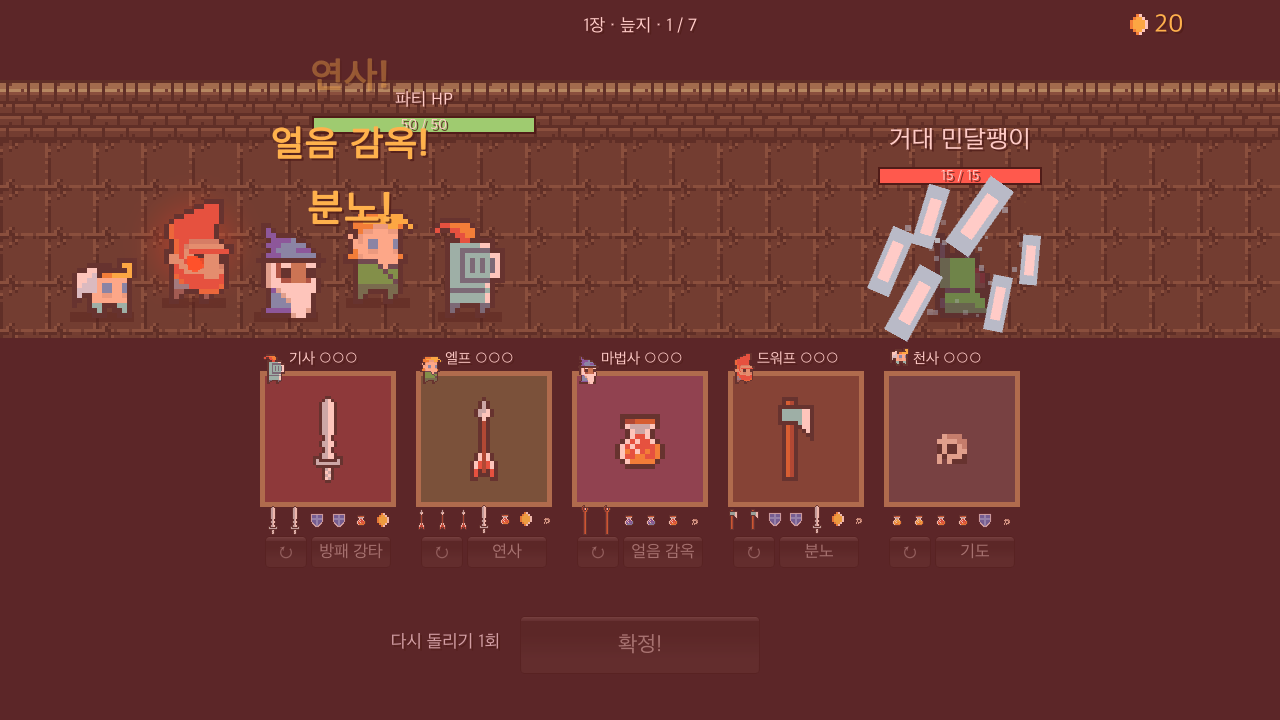 1장 · 늪지 · 1 / 7
20
연사!
파티 HP
50 / 50
얼음 감옥!
거대 민달팽이
15 / 15
분노!
기사
엘프
마법사
드워프
천사
방패 강타
연사
얼음 감옥
분노
기도
다시 돌리기 1회
확정!